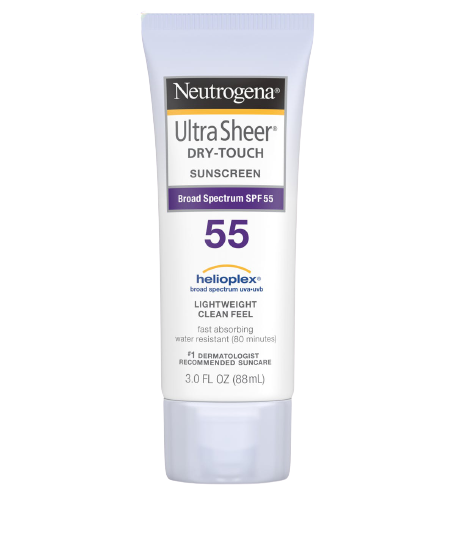 Neutrogena®
Ultra Sheer®
DRY-TOUCH
SUNSCREEN
Broad Spectrum SPF 55
55
helioplex®
broad spectrum uva•uvb
LIGHTWEIGHT
CLEAN FEEL
fast absorbing
water resistant (80 minutes)
#1 DERMATOLOGIST
RECOMMENDED SUNCARE
3.0 FL OZ (88mL)